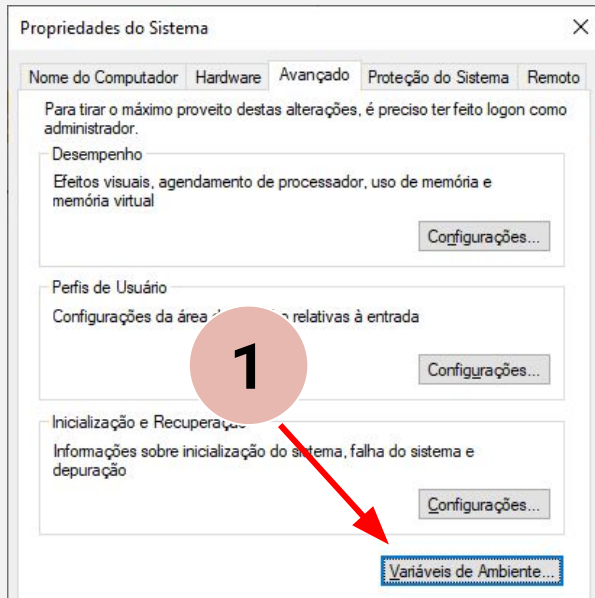 Propriedades do Sistema
Nome do Computador Hardware Avançado Proteção do Sistema Remoto
Para tirar o máximo proveito destas alterações, é preciso ter feito logon como
administrador.
Desempenho
Efeitos visuais, agendamento de processador, uso de memória e
memória virtual
Configurações...
Perfis de Usuário
Configurações da área relativas à entrada
1
Configurações...
Inicialização e Recuperação
Informações sobre inicialização do sistema, falha do sistema e
depuração
Configurações...
Variáveis de Ambiente...